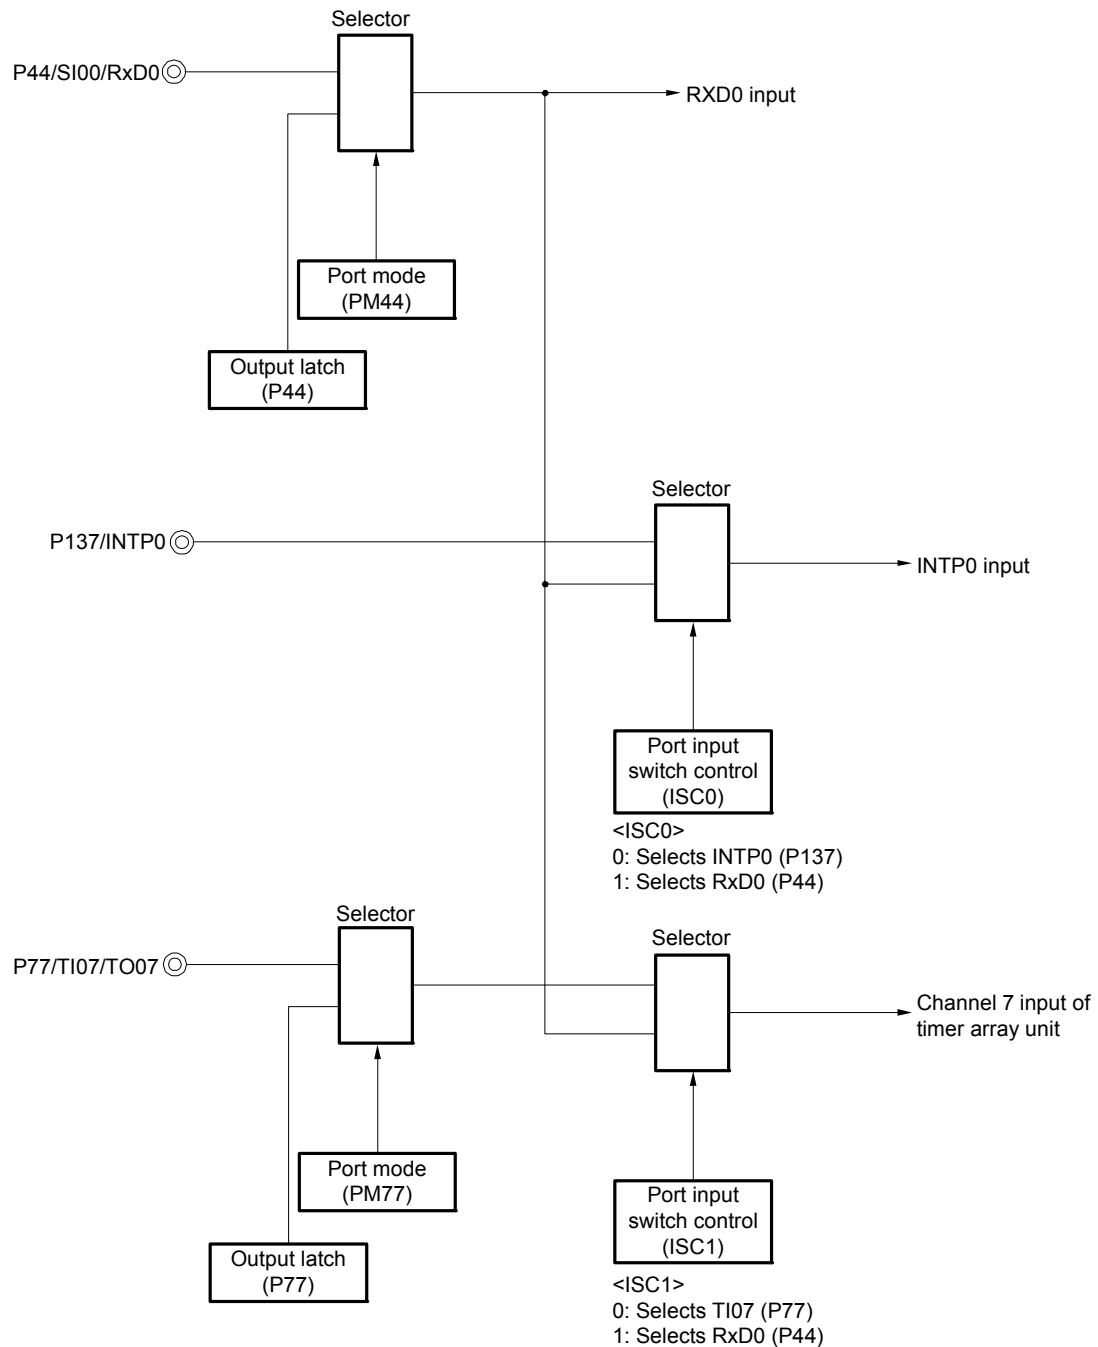 Selector
P44/SI00/RxD0
RXD0 input
Port mode
(PM44)
Output latch
(P44)
Selector
P137/INTP0
INTP0 input
Port input
switch control
(ISC0)
<ISC0>
0: Selects INTP0 (P137)
1: Selects RxD0 (P44)
Selector
Selector
P77/TI07/TO07
Channel 7 input of
timer array unit
Port mode
(PM77)
Port input
switch control
(ISC1)
Output latch
(P77)
<ISC1>
0: Selects TI07 (P77)
1: Selects RxD0 (P44)